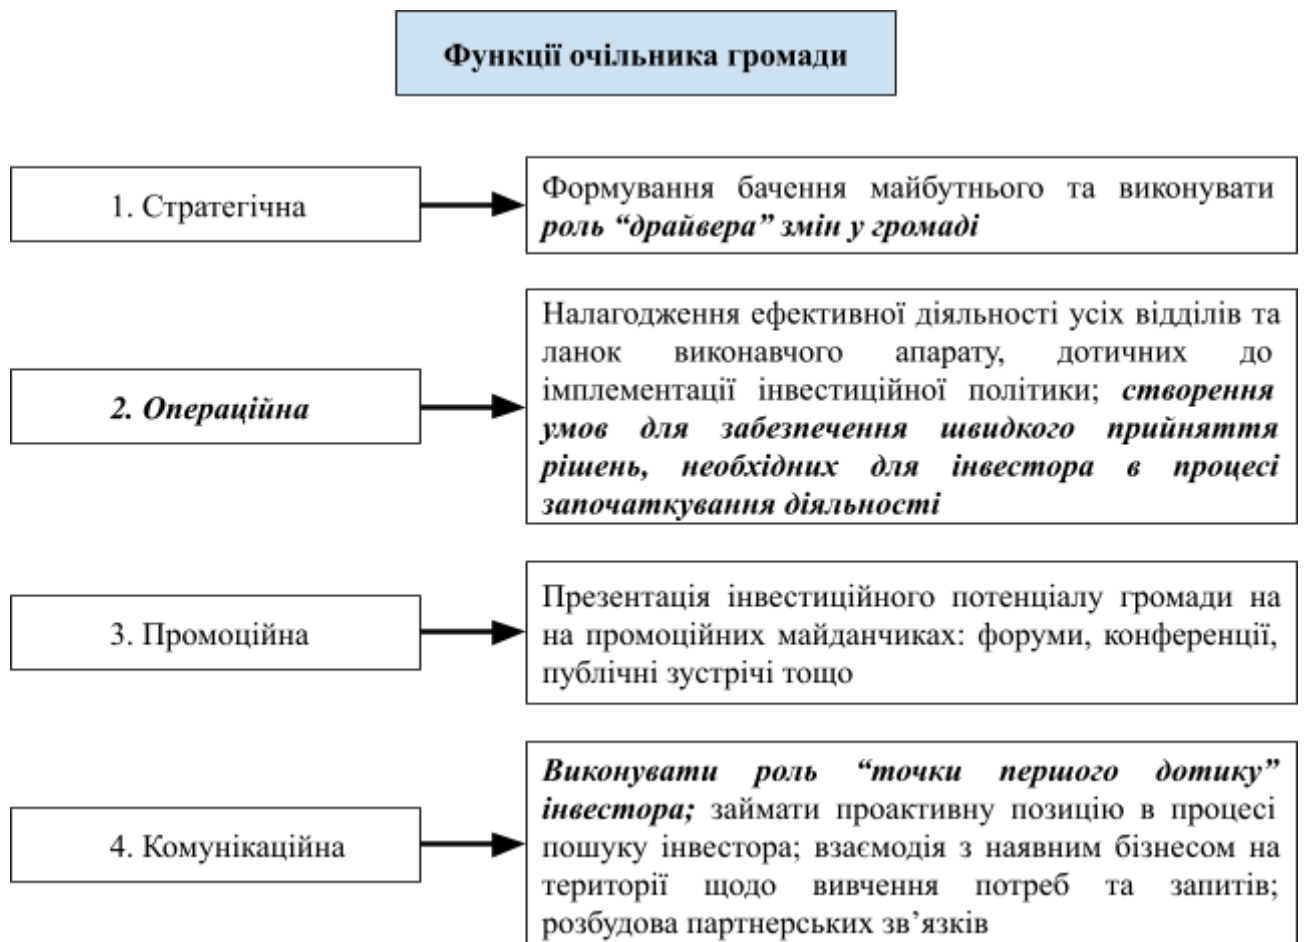 Функції очільника громади
1. Стратегічна
Формування бачення майбутнього та виконувати
роль “драйвера” змін у громаді
2. Операційна
Налагодження ефективної діяльності усіх відділів та
ланок виконавчого апарату, дотичних до
імплементації інвестиційної політики; створення
умов для забезпечення швидкого прийняття
рішень, необхідних для інвестора в процесі
започаткування діяльності
3. Промоційна
Презентація інвестиційного потенціалу громади на
на промоційних майданчиках: форуми, конференції,
публічні зустрічі тощо
4. Комунікаційна
Виконувати роль “точки першого дотику”
інвестора; займати проактивну позицію в процесі
пошуку інвестора; взаємодія з наявним бізнесом на
території щодо вивчення потреб та запитів;
розбудова партнерських зв’язків